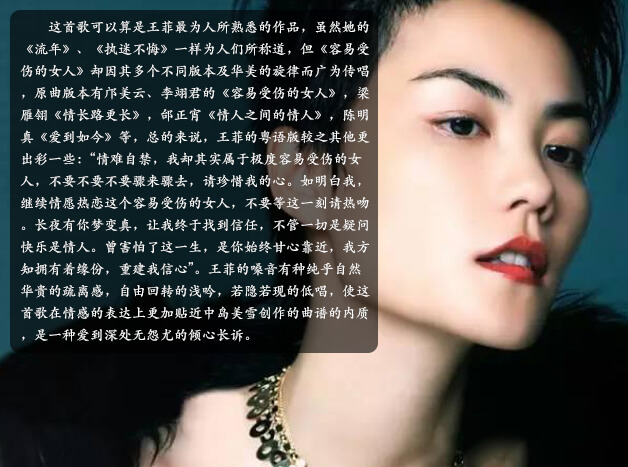 这首歌可以算是王菲最为人所熟悉的作品，虽然她的
《流年》、《执迷不悔》一样为人们所称道，但《容易受
伤的女人》却因其多个不同版本及华美的旋律而广为传唱
，原曲版本有邝美云、李翊君的《容易受伤的女人》，梁
雁翎《情长路更长》，邰正宵《情人之间的情人》，陈明
真《爱到如今》等，总的来说，王菲的粤语版较之其他更
出彩一些：“情难自禁，我却其实属于极度容易受伤的女
人，不要不要不要骤来骤去，请珍惜我的心。如明白我，
继续情愿热恋这个容易受伤的女人，不要等这一刻请热吻
。长夜有你梦变真，让我终于找到信任，不管一切是疑问
快乐是情人。曾害怕了这一生，是你始终甘心靠近，我方
知拥有着缘份，重建我信心”。王菲的嗓音有种纯乎自然
华贵的疏离感，自由回转的浅吟，若隐若现的低唱，使这
首歌在情感的表达上更加贴近中鸟美雪创作的曲谱的内质
，是一种爱到深处无怨尤的倾心长诉。